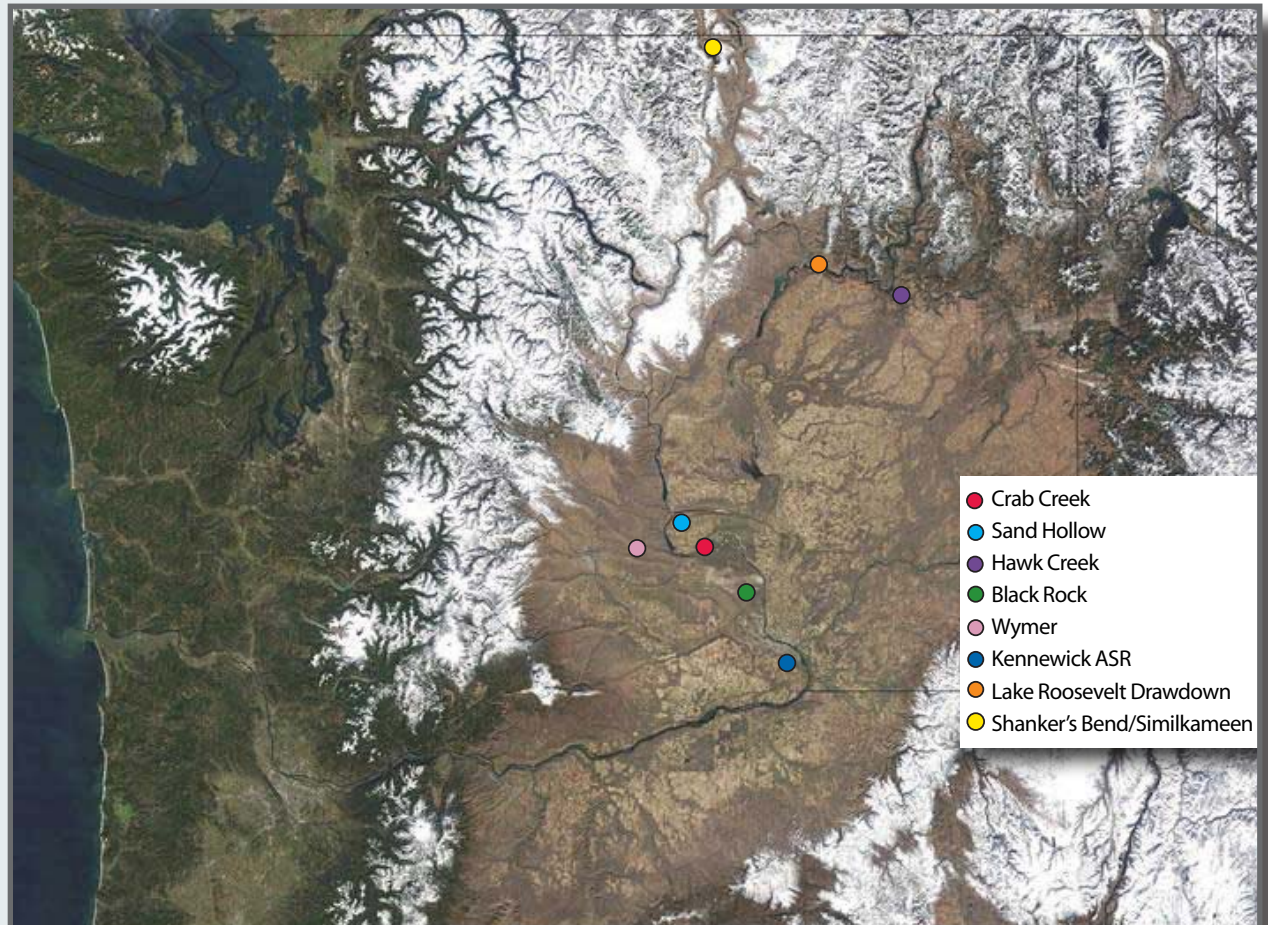 Crab Creek
Sand Hollow
Hawk Creek
Black Rock
Wymer
Kennewick ASR
Lake Roosevelt Drawdown
Shanker's Bend/Similkameen